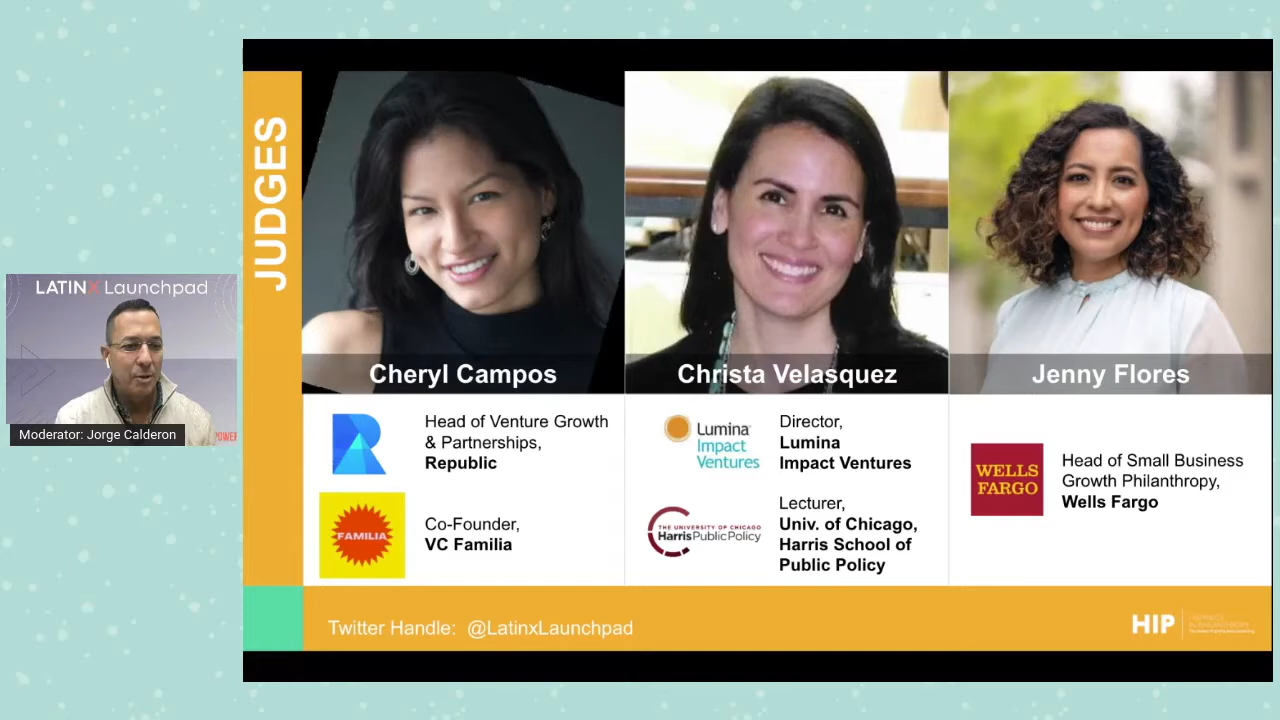 JUDGES
LATINX Launchpad
Moderator: Jorge Calderon
POWER
Cheryl Campos
Head of Venture Growth
& Partnerships,
Republic
FAMILIA
Co-Founder,
VC Familia
Christa Velasquez
Lumina
Impact
Ventures
Director,
Lumina
Impact Ventures
THE UNIVERSITY OF CHICAGO
Harris Public Policy
Lecturer,
Univ. of Chicago,
Harris School of
Public Policy
Jenny Flores
WELLS
FARGO
Head of Small Business
Growth Philanthropy,
Wells Fargo
Twitter Handle: @LatinxLaunchpad
HIP